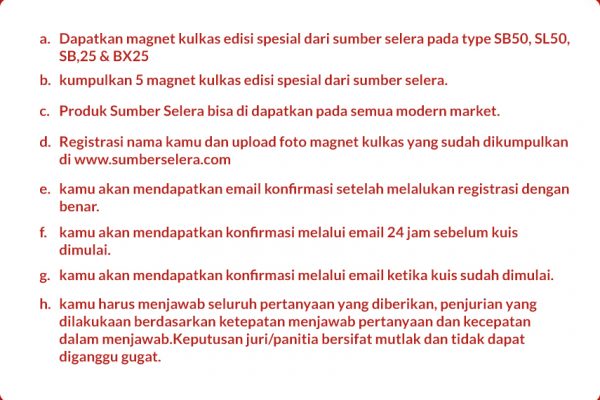 a. Dapatkan magnet kulkas edisi spesial dari sumber selera pada type SB50, SL50,
SB,25 & BX25
b. kumpulkan 5 magnet kulkas edisi spesial dari sumber selera.
c. Produk Sumber Selera bisa di dapatkan pada semua modern market.
d. Registrasi nama kamu dan upload foto magnet kulkas yang sudah dikumpulkan
di www.sumberselera.com
e. kamu akan mendapatkan email konfirmasi setelah melalukan registrasi dengan
benar.
f. kamu akan mendapatkan konfirmasi melalui email 24 jam sebelum kuis
dimulai.
g. kamu akan mendapatkan konfirmasi melalui email ketika kuis sudah dimulai.
h. kamu harus menjawab seluruh pertanyaan yang diberikan, penjurian yang
dilakukaan berdasarkan ketepatan menjawab pertanyaan dan kecepatan
dalam menjawab.Keputusan juri/panitia bersifat mutlak dan tidak dapat
diganggu gugat.